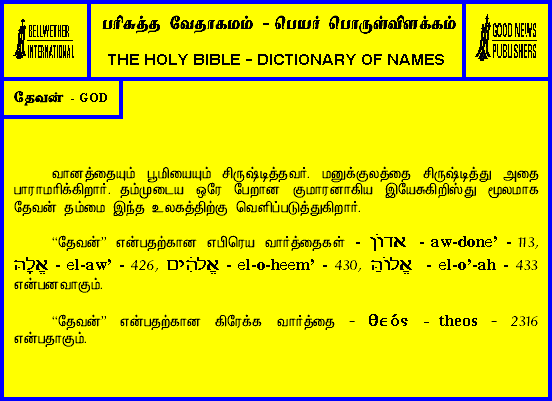 BELLWETHER
INTERNATIONAL
பரிசுத்த வேதாகமம் - பெயர் பொருள்விளக்கம்
THE HOLY BIBLE - DICTIONARY OF NAMES
GOOD NEWS
PUBLISHERS
தேவன் - GOD
வானத்தையும் பூமியையும் சிருஷ்டித்தவர். மனுக்குலத்தை சிருஷ்டித்து அதை
பாராமரிக்கிறார். தம்முடைய ஒரே பேறான குமாரனாகிய இயேசுகிறிஸ்து மூலமாக
தேவன் தம்மை இந்த உலகத்திற்கு வெளிப்படுத்துகிறார்.
“தேவன்” என்பதற்கான எபிரெய வார்த்தைகள் - אדון - aw-done’ - 113,
אֱלָהּ - el-aw’ - 426, אֱלֹהִים - el-o-heem’ - 430, אֱלוֹהַּ - el-o’-ah - 433
என்பனவாகும்.
“தேவன்” என்பதற்கான கிரேக்க வார்த்தை - θεός - theos - 2316
என்பதாகும்.